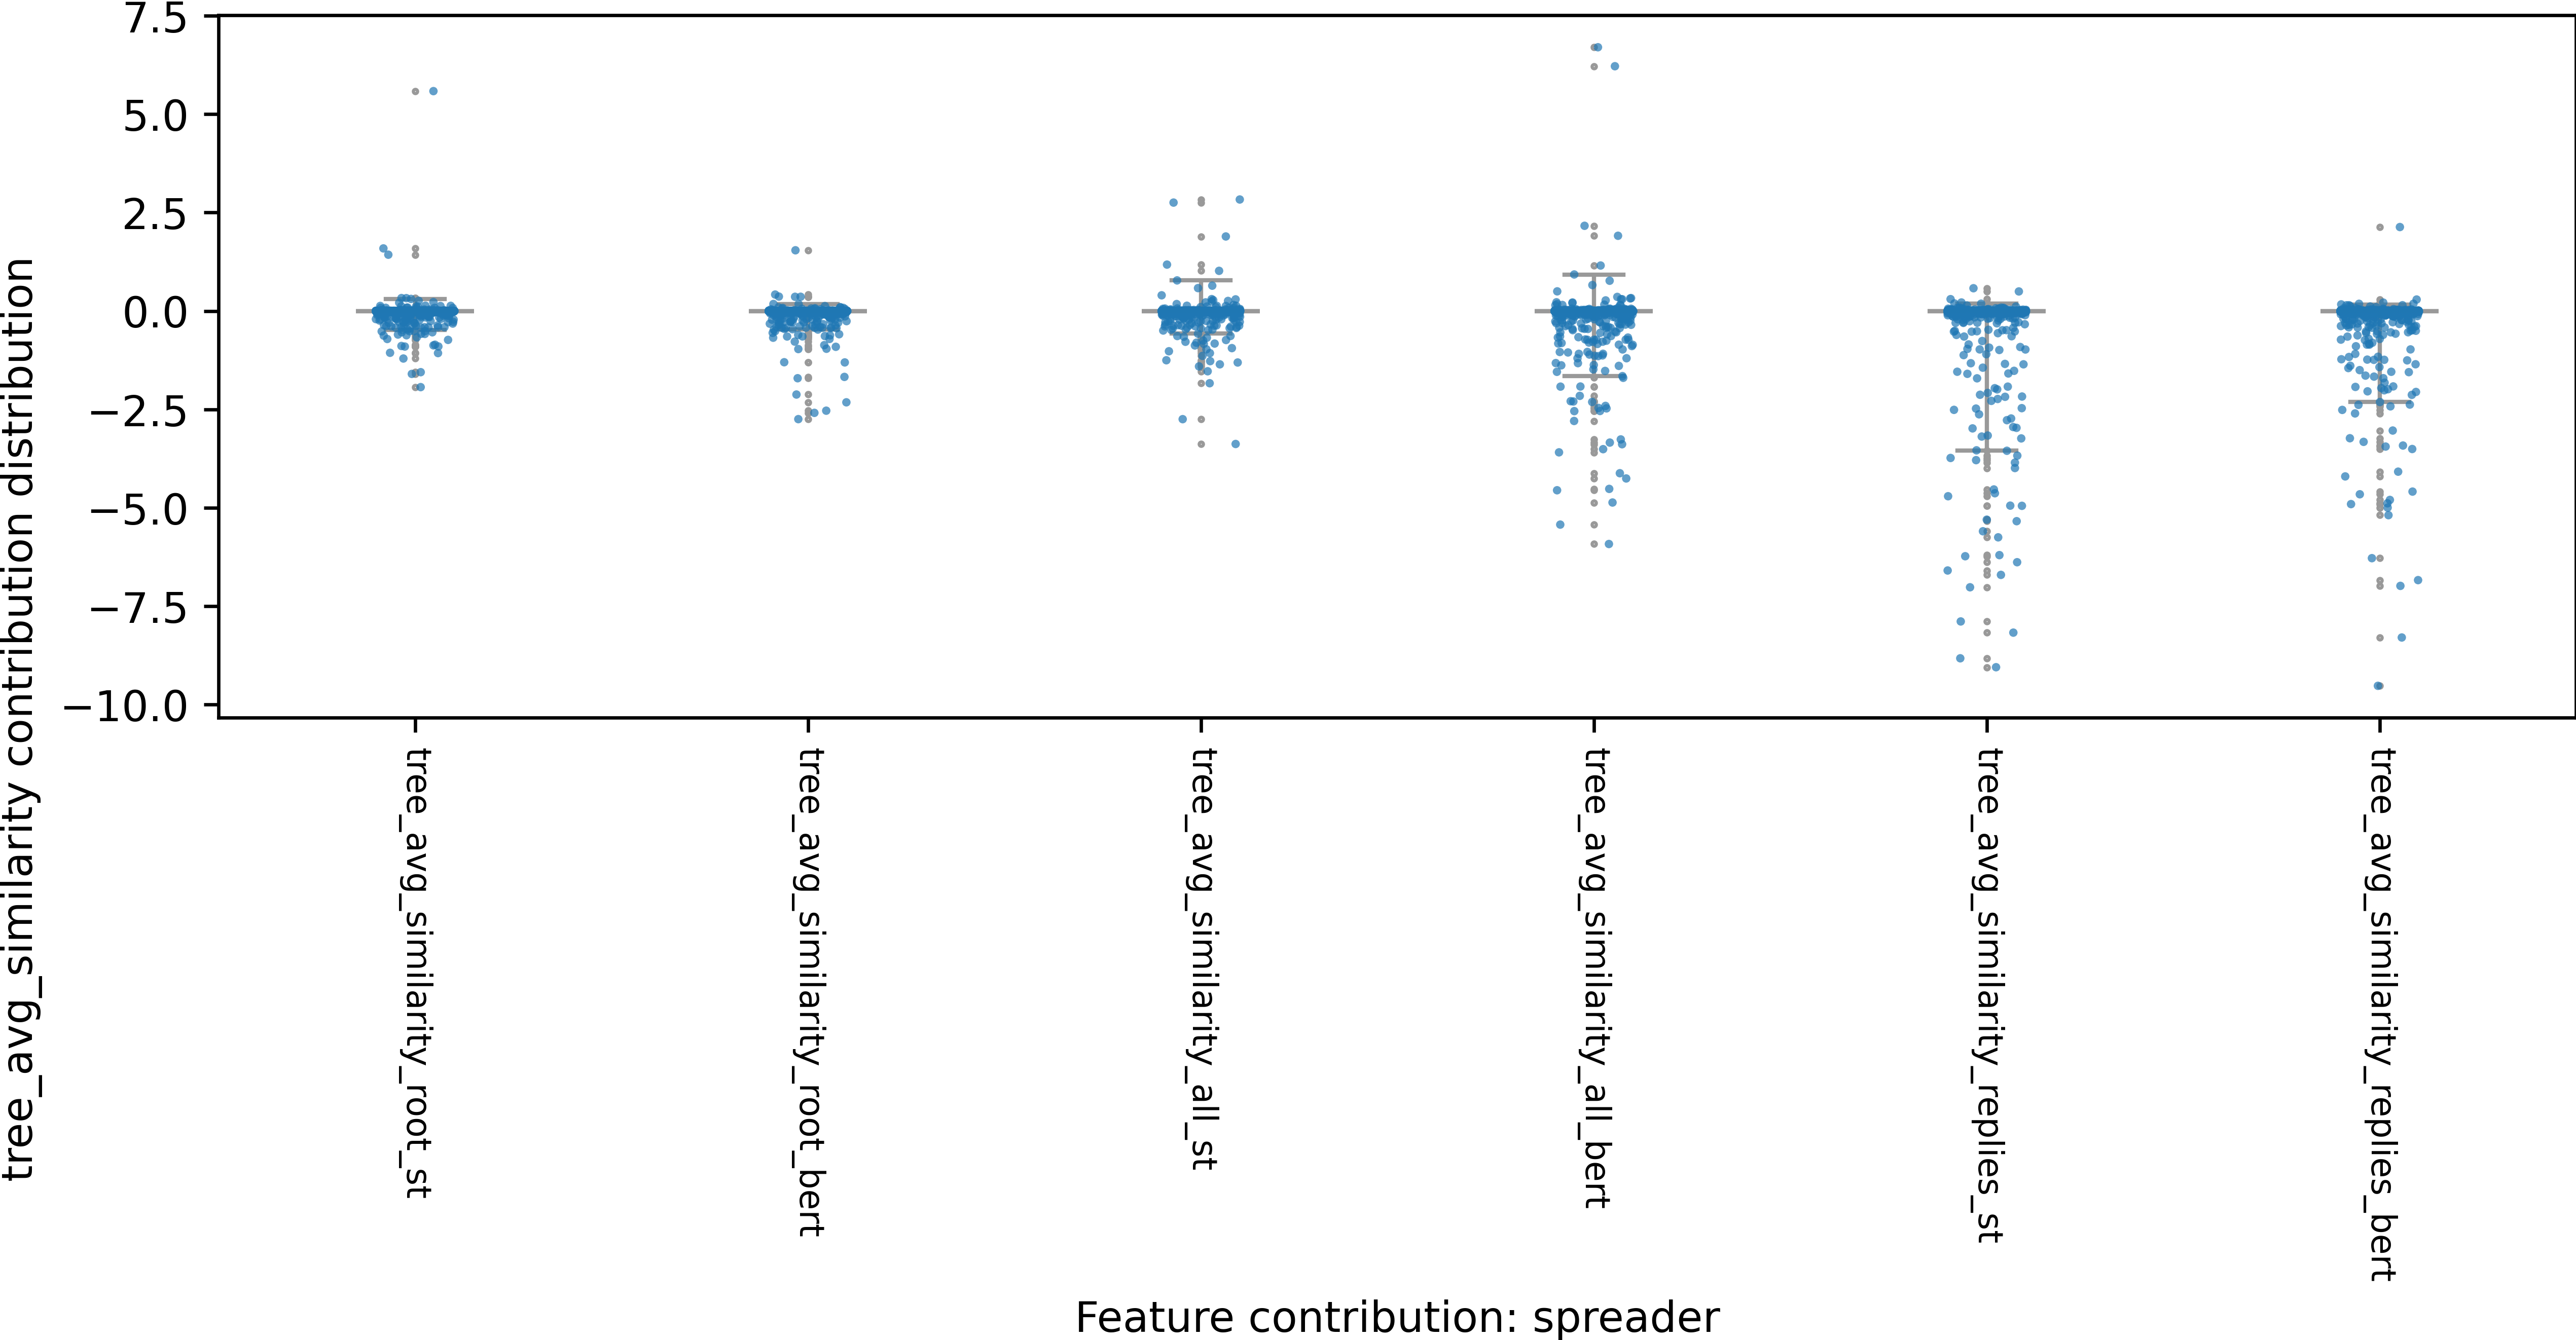 7.5
5.0
2.5
0.0
−2.5
−5.0
−7.5
−10.0
tree_avg_similarity contribution distribution
tree_avg_similarity_root_st
tree_avg_similarity_root_bert
tree_avg_similarity_all_st
tree_avg_similarity_all_bert
tree_avg_similarity_replies_st
tree_avg_similarity_replies_bert
Feature contribution: spreader